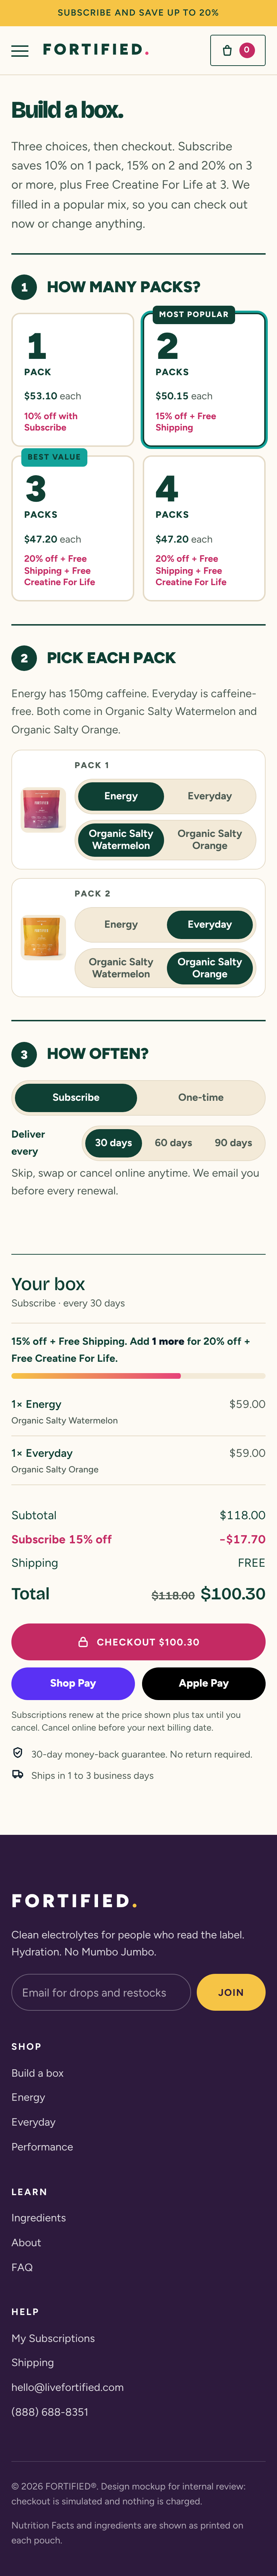 SUBSCRIBE AND SAVE UP TO 20%
FORTIFIED.
0
Build a box.
Three choices, then checkout. Subscribe
saves 10% on 1 pack, 15% on 2 and 20% on 3
or more, plus Free Creatine For Life at 3. We
filled in a popular mix, so you can check out
now or change anything.
1 HOW MANY PACKS?
1
PACK
$53.10 each
10% off with
Subscribe
MOST POPULAR
2
PACKS
$50.15 each
15% off + Free
Shipping
BEST VALUE
3
PACKS
$47.20 each
20% off + Free
Shipping + Free
Creatine For Life
4
PACKS
$47.20 each
20% off + Free
Shipping + Free
Creatine For Life
2 PICK EACH PACK
Energy has 150mg caffeine. Everyday is caffeine-
free. Both come in Organic Salty Watermelon and
Organic Salty Orange.
PACK 1
Energy Everyday
Organic Salty
Watermelon
Organic Salty
Orange
PACK 2
Energy Everyday
Organic Salty
Watermelon
Organic Salty
Orange
3 HOW OFTEN?
Subscribe One-time
Deliver
every
30 days 60 days 90 days
Skip, swap or cancel online anytime. We email you
before every renewal.
Your box
Subscribe · every 30 days
15% off + Free Shipping. Add 1 more for 20% off +
Free Creatine For Life.
1× Energy $59.00
Organic Salty Watermelon
1× Everyday $59.00
Organic Salty Orange
Subtotal $118.00
Subscribe 15% off −$17.70
Shipping FREE
Total $118.00 $100.30
CHECKOUT $100.30
Shop Pay Apple Pay
Subscriptions renew at the price shown plus tax until you
cancel. Cancel online before your next billing date.
30-day money-back guarantee. No return required.
Ships in 1 to 3 business days
FORTIFIED.
Clean electrolytes for people who read the label.
Hydration. No Mumbo Jumbo.
Email for drops and restocks JOIN
SHOP
Build a box
Energy
Everyday
Performance
LEARN
Ingredients
About
FAQ
HELP
My Subscriptions
Shipping
hello@livefortified.com
(888) 688-8351
© 2026 FORTIFIED®. Design mockup for internal review:
checkout is simulated and nothing is charged.
Nutrition Facts and ingredients are shown as printed on
each pouch.